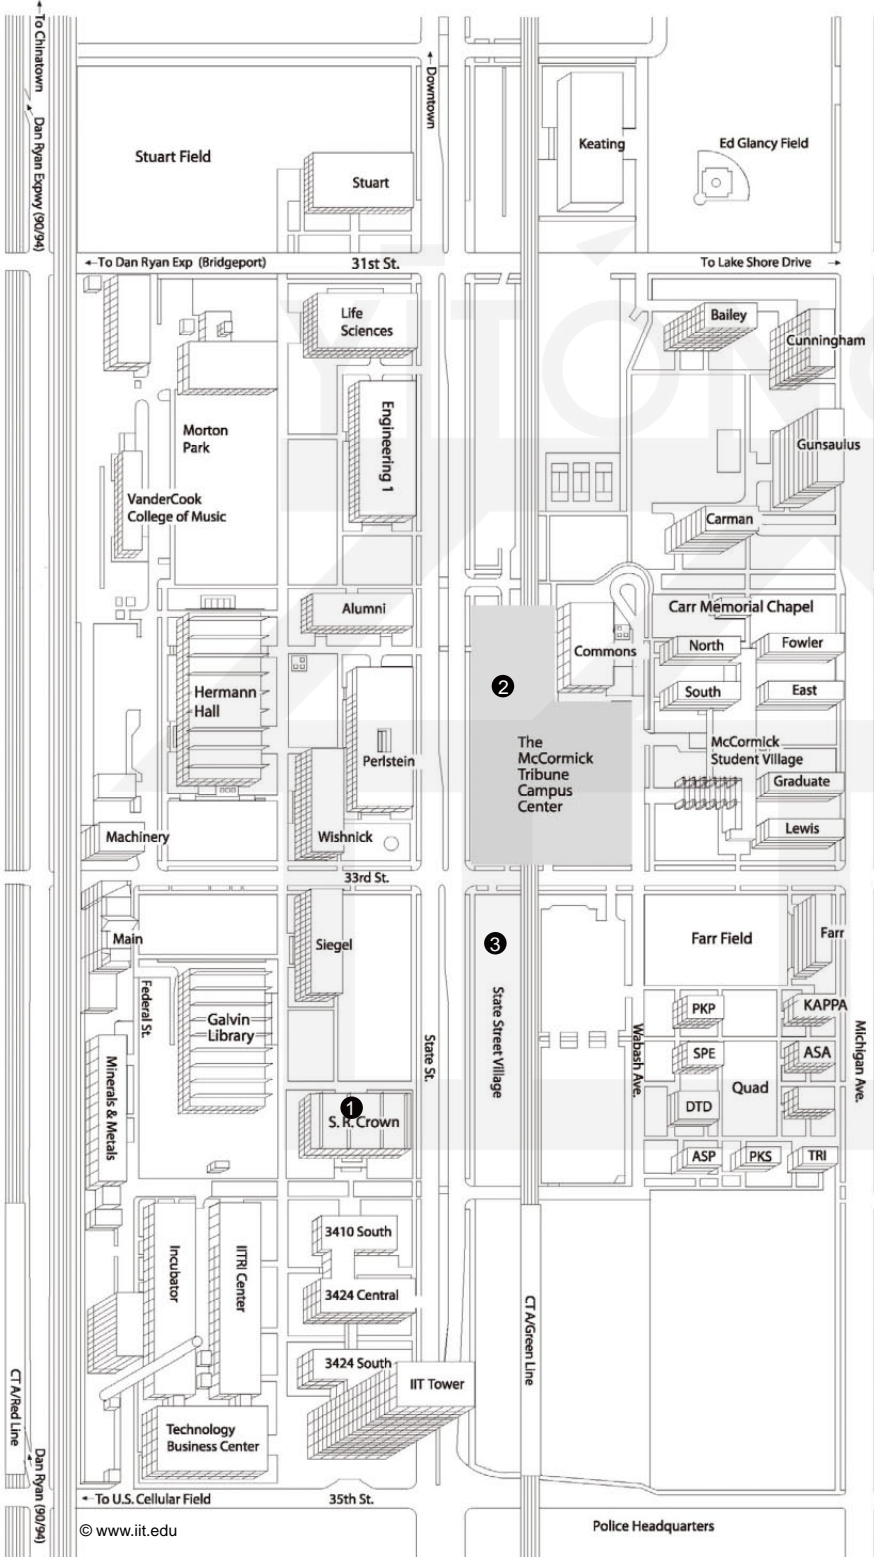 To Chinatown
Dan Ryan Expwy (90/94)
Downtown
Stuart Field
Stuart
Keating
Ed Glancy Field
To Dan Ryan Exp (Bridgeport)
31st St.
To Lake Shore Drive
Life
Sciences
Bailey
Cunningham
Engineering 1
Morton
Park
Gunsaulus
VanderCook
College of Music
Carman
Alumni
Carr Memorial Chapel
Commons
North
Fowler
Hermann
Hall
2
South
East
Perlstein
The
McCormick
Tribune
Campus
Center
McCormick
Student Village
Graduate
Machinery
Wishnick
Lewis
33rd St.
Main
Siegel
3
Farr Field
Farr
Federal St.
Galvin
Library
State Street Village
PKP
KAPPA
State St.
Wabash Ave.
Michigan Ave.
SPE
ASA
Minerals & Metals
Quad
1
S. R. Crown
DTD
ASP
PKS
TRI
3410 South
Incubator
IITRI Center
3424 Central
CT A/Green Line
3424 South
IIT Tower
CT A/Red Line
Technology
Business Center
Dan Ryan (90/94)
To U.S. Cellular Field
35th St.
© www.iit.edu
Police Headquarters
YITONG